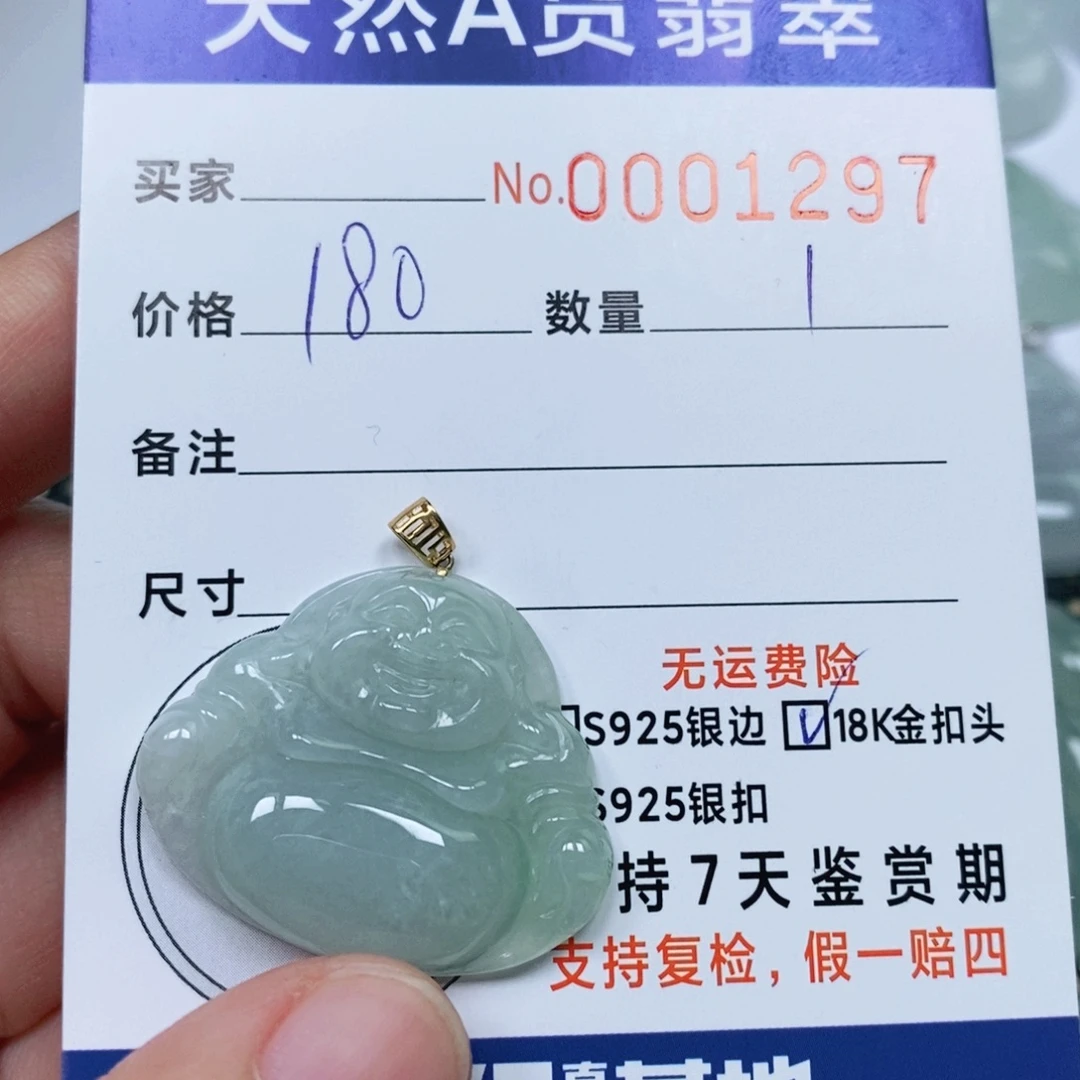 天然A货翡翠
买家 No.0001297
价格 180 数量 1
备注
尺寸
无运费险
S925银边 18K金扣头
S925银扣
持7天鉴赏期
支持复检，假一赔四
基地